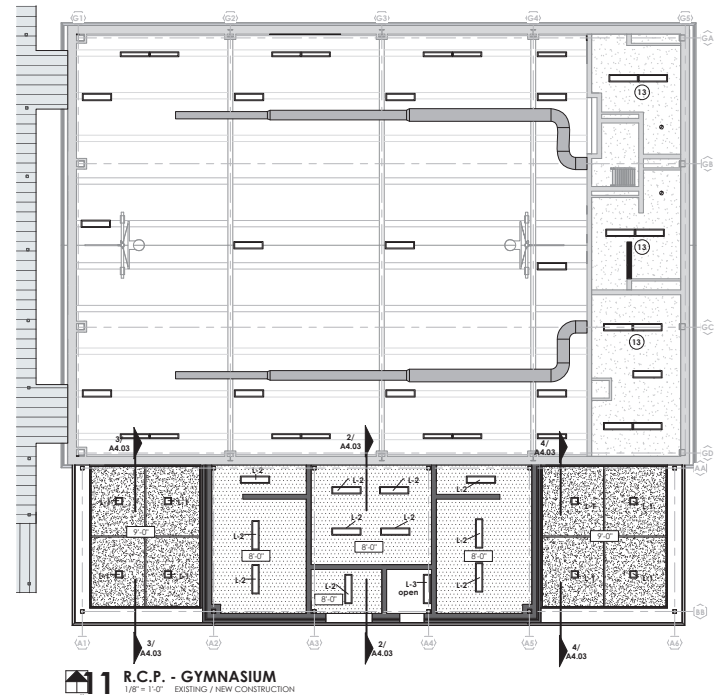 G1 G2 G3 G4 G5
GA
13
GB
13
GC
13
3/ A4.03
2/ A4.03
4/ A4.03
GD
AA
L-2 L-2 L-2 L-2
L-1 L-1 L-1 L-1
9'-0" 9'-0"
L-2 L-2 L-2 L-2
8'-0" 8'-0" 8'-0"
L-1 L-1 L-1 L-1
L-2 L-2 L-2 L-3
8'-0" open
BB
A1 A2 A3 A4 A5 A6
3/ A4.03
2/ A4.03
4/ A4.03
11 R.C.P. - GYMNASIUM
1/8" = 1'-0" EXISTING / NEW CONSTRUCTION